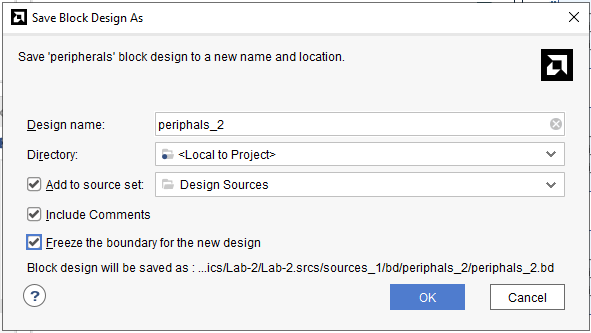 Save Block Design As
Save 'peripherals' block design to a new name and location.
Design name: periphals_2
Directory: <Local to Project>
Add to source set: Design Sources
Include Comments
Freeze the boundary for the new design
Block design will be saved as : ...ics/Lab-2/Lab-2.srcs/sources_1/bd/periphals_2/periphals_2.bd
? OK Cancel